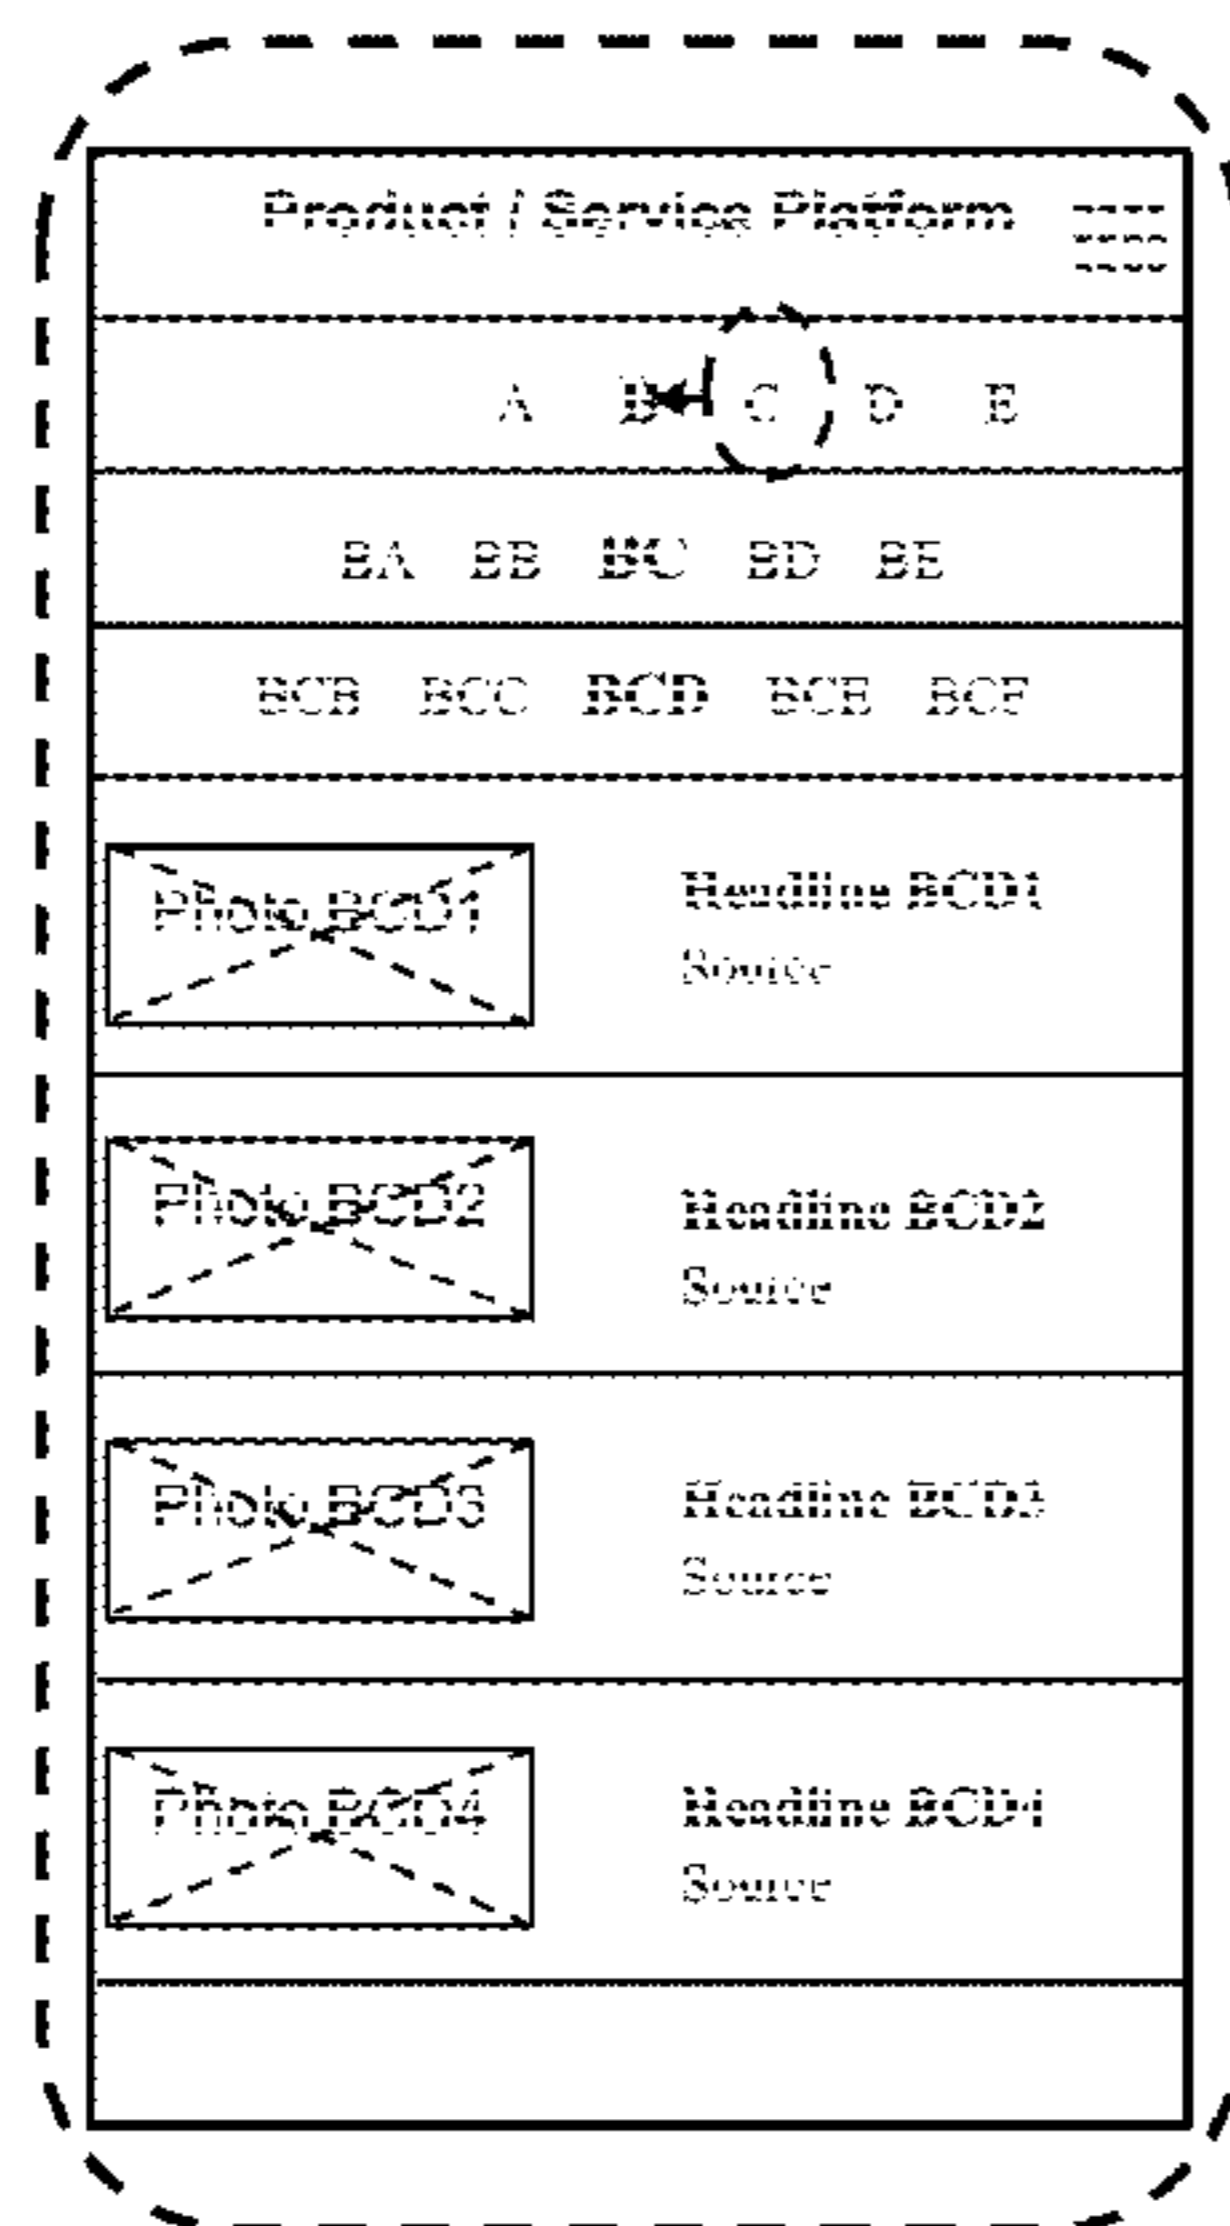 Product / Service Platform
A B C D E
BA BB BC BD BE
BCB BCC BCD BCE BCF
Photo BCD1
Headline BCD1
Source
Photo BCD2
Headline BCD2
Source
Photo BCD3
Headline BCD3
Source
Photo BCD4
Headline BCD4
Source